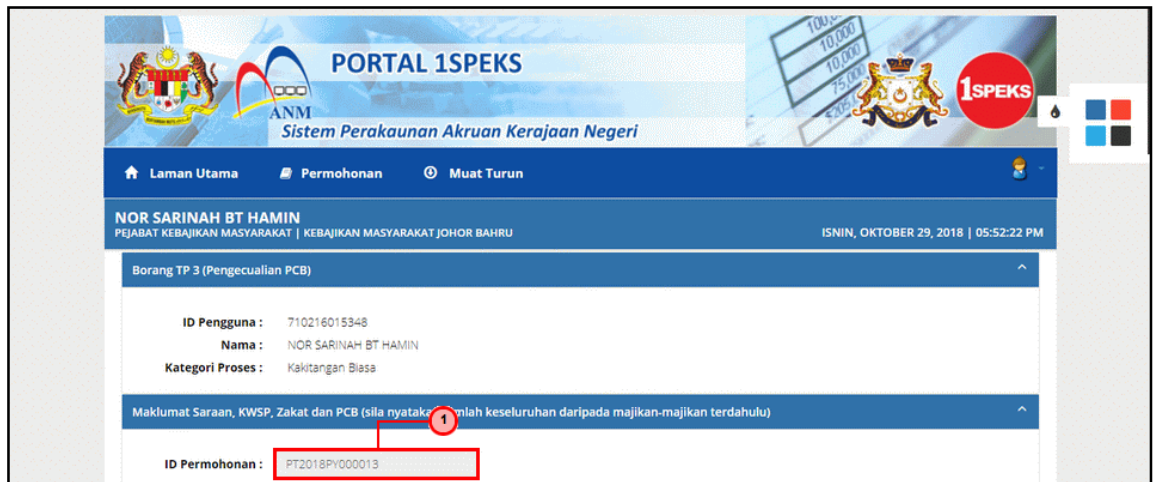 PORTAL 1SPEKS
ANM
Sistem Perakaunan Akruan Kerajaan Negeri
1SPEKS
Laman Utama Permohonan Muat Turun
NOR SARINAH BT HAMIN
PEJABAT KEBAJIKAN MASYARAKAT | KEBAJIKAN MASYARAKAT JOHOR BAHRU ISNIN, OKTOBER 29, 2018 | 05:52:22 PM
Borang TP 3 (Pengecualian PCB)
ID Pengguna : 710216015348
Nama : NOR SARINAH BT HAMIN
Kategori Proses : Kakitangan Biasa
Maklumat Saraan, KWSP, Zakat dan PCB (sila nyataka mlah keseluruhan daripada majikan-majikan terdahulu)
1
ID Permohonan : PT2018PY000013